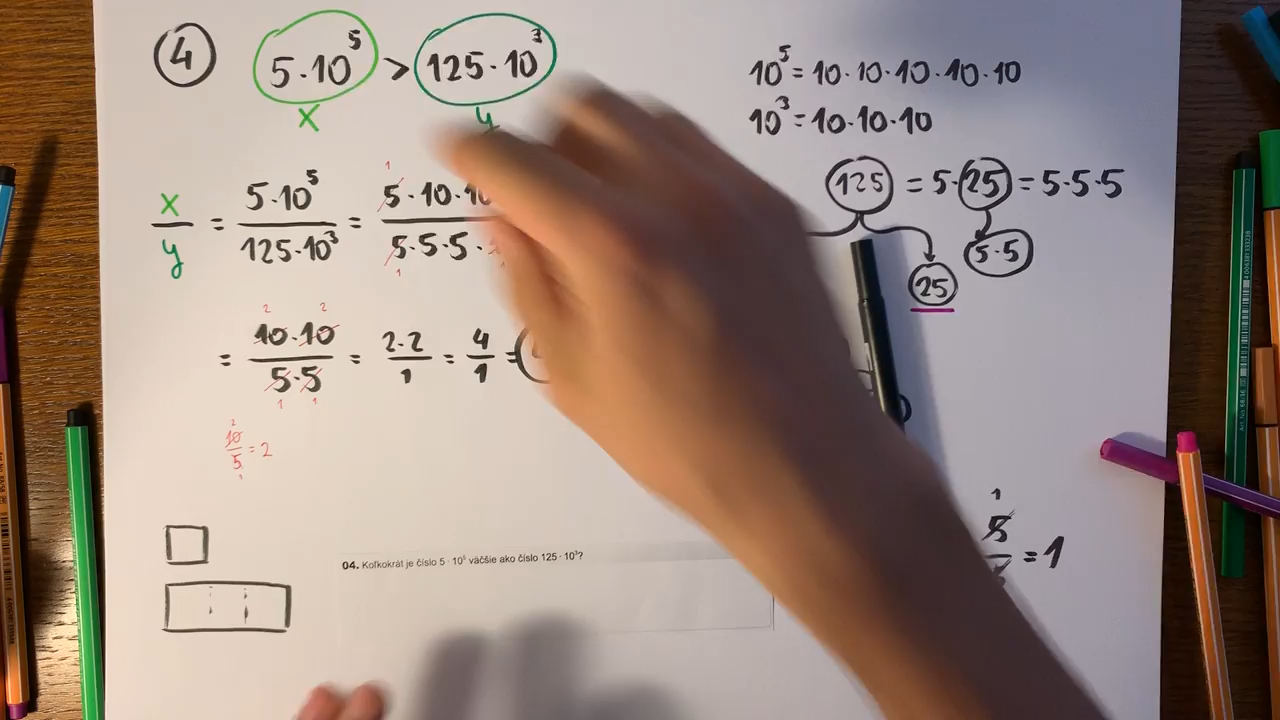 4 5·10⁵ > 125·10³
x y
x/y = 5·10⁵/125·10³ = 5·10·10/5·5·5·
= 10·10/5·5 = 2·2/1 = 4/1 =
10/5 = 2
10⁵ = 10·10·10·10·10
10³ = 10·10·10
125 = 5·25 = 5·5·5
5·5
25
5 = 1
04. Koľkokrát je číslo 5 · 10⁵ väčšie ako číslo 125 · 10³?